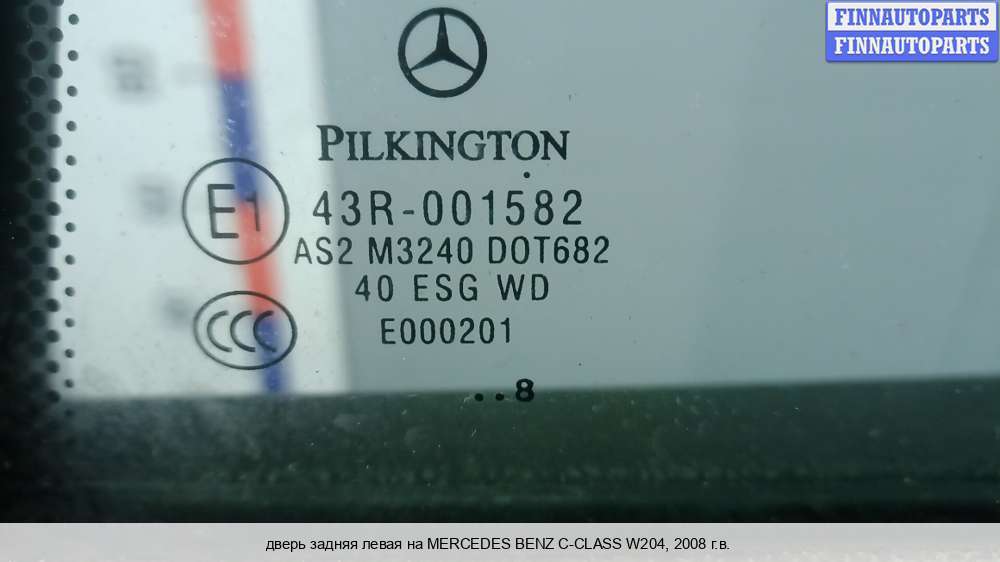 FINNAUTOPARTS
FINNAUTOPARTS
PILKINGTON
E1
43R-001582
AS2 M3240 DOT682
40 ESG WD
CCC
E000201
..8
дверь задняя левая на MERCEDES BENZ C-CLASS W204, 2008 г.в.